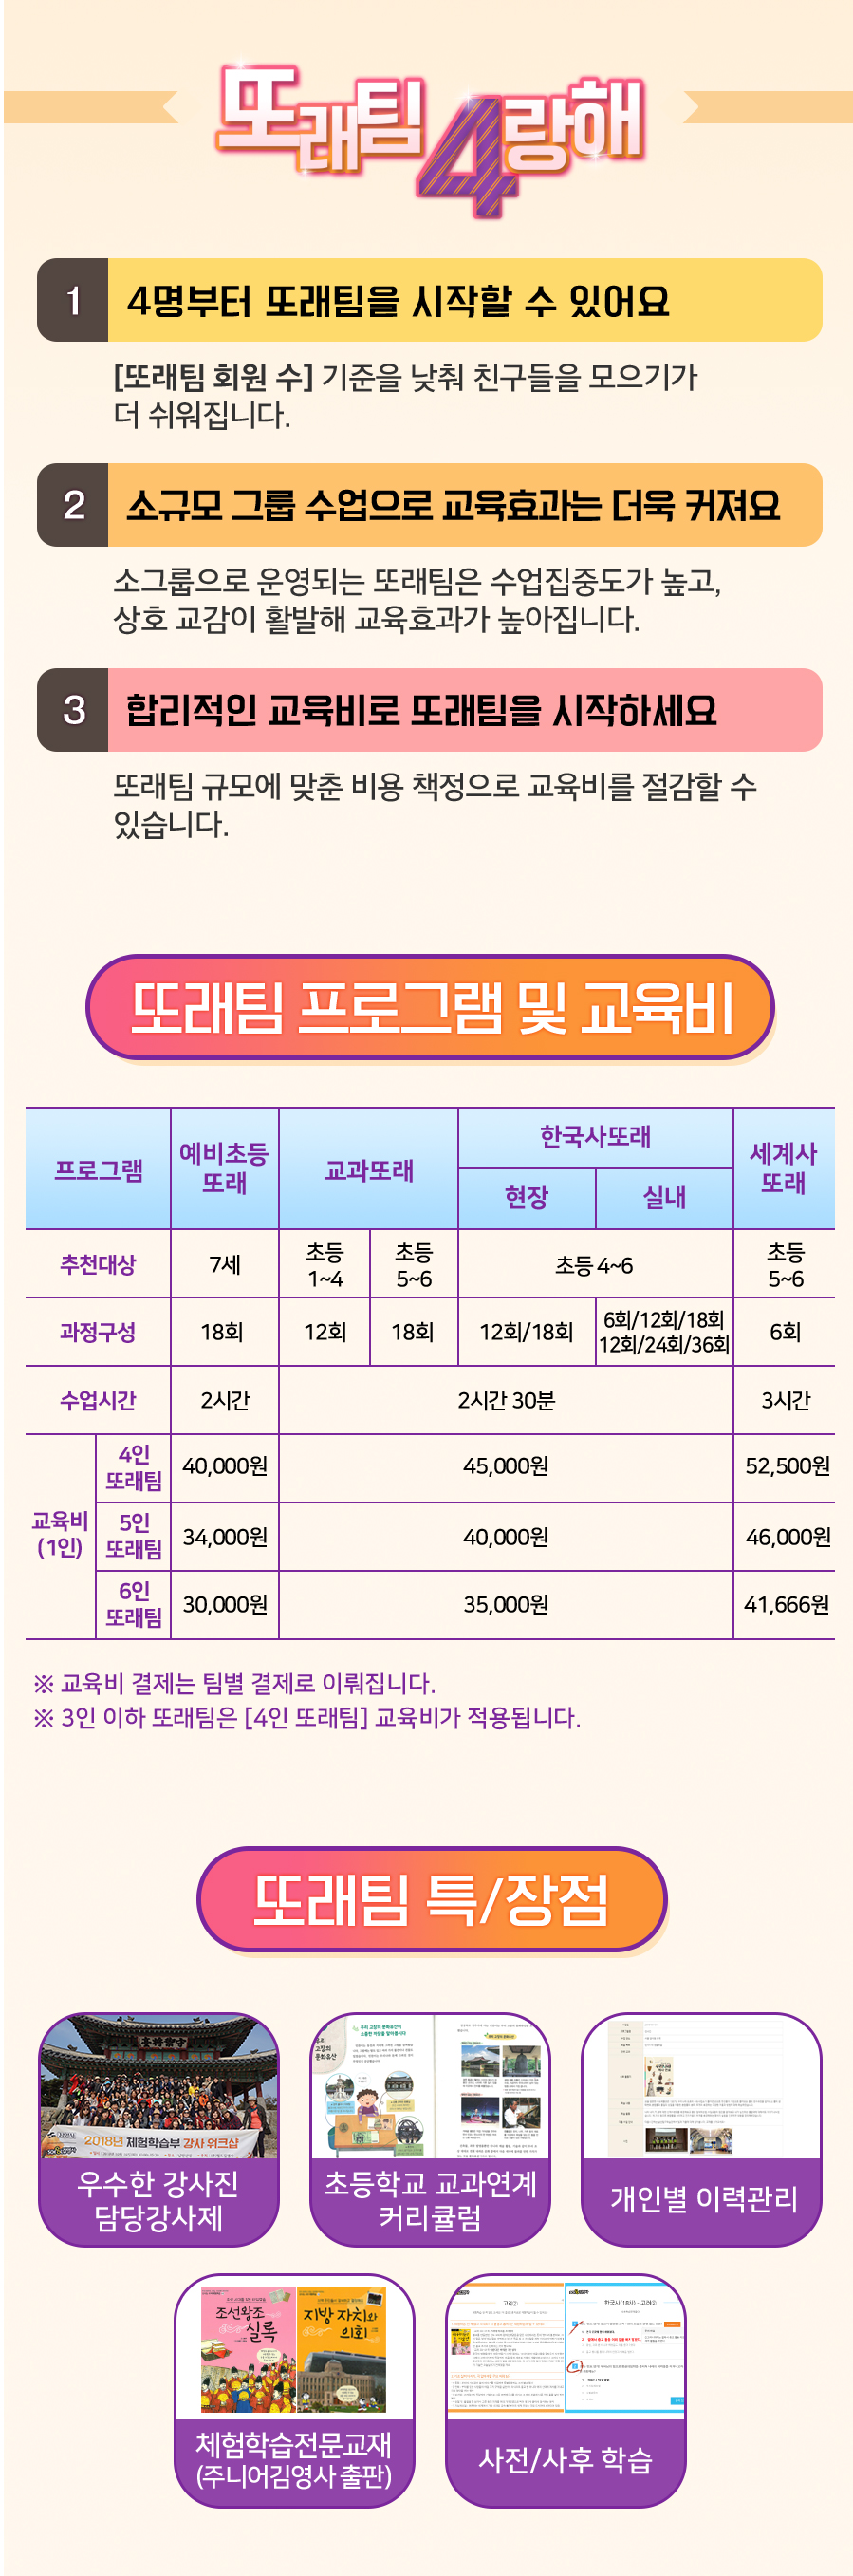 또래팀4랑해
1 4명부터 또래팀을 시작할 수 있어요
[또래팀 회원 수] 기준을 낮춰 친구들을 모으기가
더 쉬워집니다.
2 소규모 그룹 수업으로 교육효과는 더욱 커져요
소그룹으로 운영되는 또래팀은 수업집중도가 높고,
상호 교감이 활발해 교육효과가 높아집니다.
3 합리적인 교육비로 또래팀을 시작하세요
또래팀 규모에 맞춘 비용 책정으로 교육비를 절감할 수
있습니다.
또래팀 프로그램 및 교육비
프로그램 예비초등 또래 교과또래 한국사또래 세계사 또래
현장 실내
추천대상 7세 초등 1~4 초등 5~6 초등 4~6 초등 5~6
과정구성 18회 12회 18회 12회/18회 6회/12회/18회 12회/24회/36회 6회
수업시간 2시간 2시간 30분 3시간
교육비 (1인)
4인 또래팀 40,000원 45,000원 52,500원
5인 또래팀 34,000원 40,000원 46,000원
6인 또래팀 30,000원 35,000원 41,666원
※ 교육비 결제는 팀별 결제로 이뤄집니다.
※ 3인 이하 또래팀은 [4인 또래팀] 교육비가 적용됩니다.
또래팀 특/장점
2018년 체험학습부 강사 워크샵
우수한 강사진
담당강사제
우리 고장의 문화유산
초등학교 교과연계
커리큘럼
개인별 이력관리
조선왕조
실록
지방 자치와
의회
체험학습전문교재
(주니어김영사 출판)
고려②
한국사(18차) - 고려②
사전/사후 학습